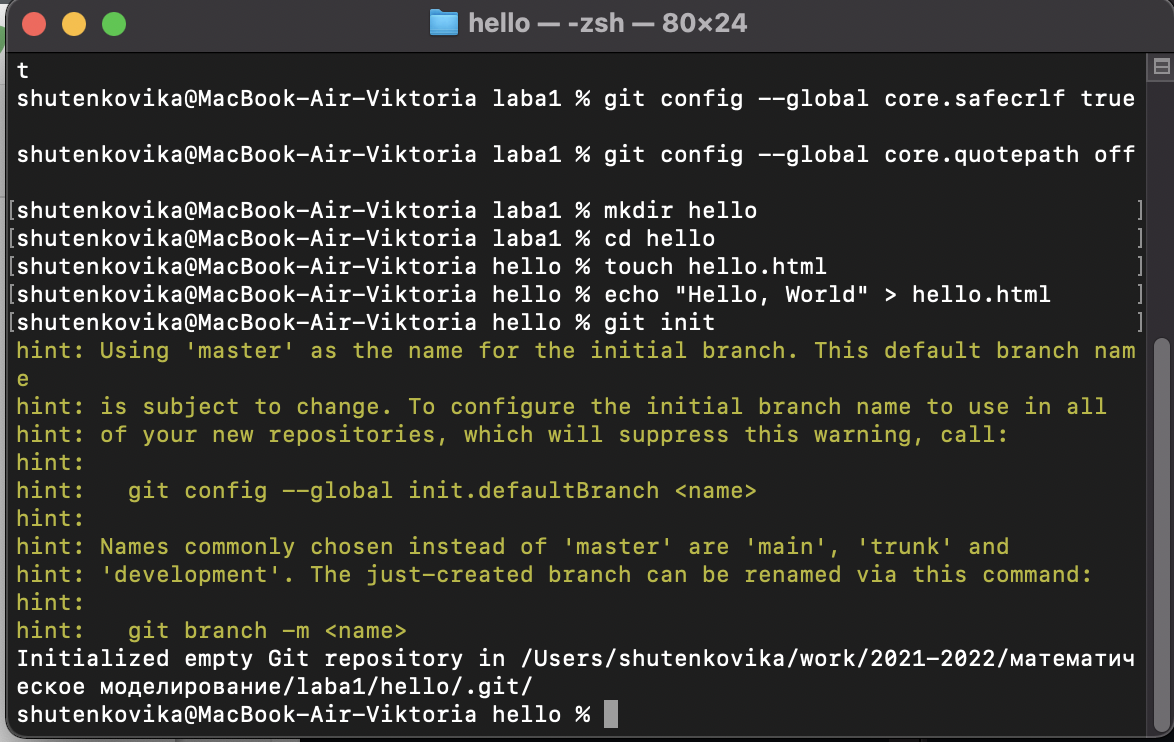 hello — -zsh — 80×24
t
shutenkovika@MacBook-Air-Viktoria laba1 % git config --global core.safecrlf true
shutenkovika@MacBook-Air-Viktoria laba1 % git config --global core.quotepath off
[shutenkovika@MacBook-Air-Viktoria laba1 % mkdir hello ]
[shutenkovika@MacBook-Air-Viktoria laba1 % cd hello ]
[shutenkovika@MacBook-Air-Viktoria hello % touch hello.html ]
[shutenkovika@MacBook-Air-Viktoria hello % echo "Hello, World" > hello.html ]
[shutenkovika@MacBook-Air-Viktoria hello % git init ]
hint: Using 'master' as the name for the initial branch. This default branch nam
e
hint: is subject to change. To configure the initial branch name to use in all
hint: of your new repositories, which will suppress this warning, call:
hint:
hint:   git config --global init.defaultBranch <name>
hint:
hint: Names commonly chosen instead of 'master' are 'main', 'trunk' and
hint: 'development'. The just-created branch can be renamed via this command:
hint:
hint:   git branch -m <name>
Initialized empty Git repository in /Users/shutenkovika/work/2021-2022/математич
еское моделирование/laba1/hello/.git/
shutenkovika@MacBook-Air-Viktoria hello %